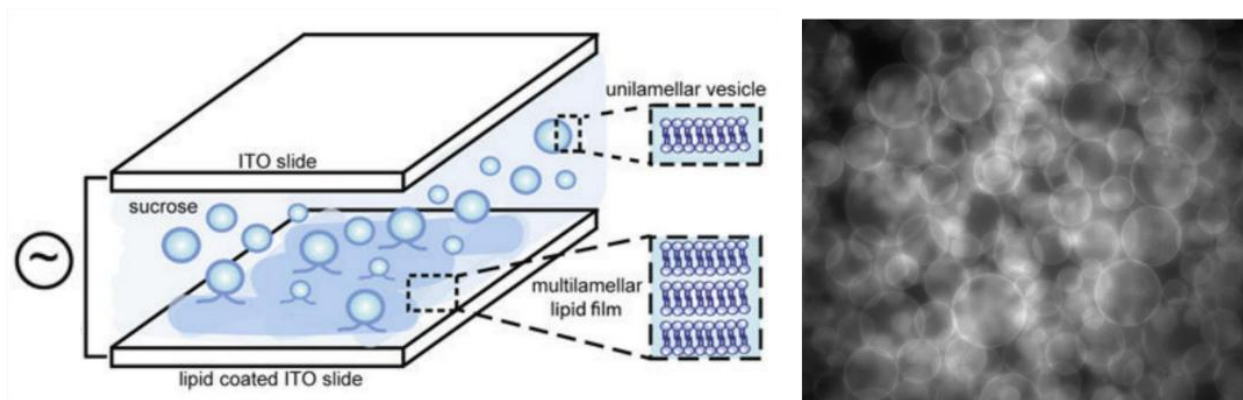 unilamellar vesicle
ITO slide
sucrose
multilamellar
lipid film
lipid coated ITO slide
~